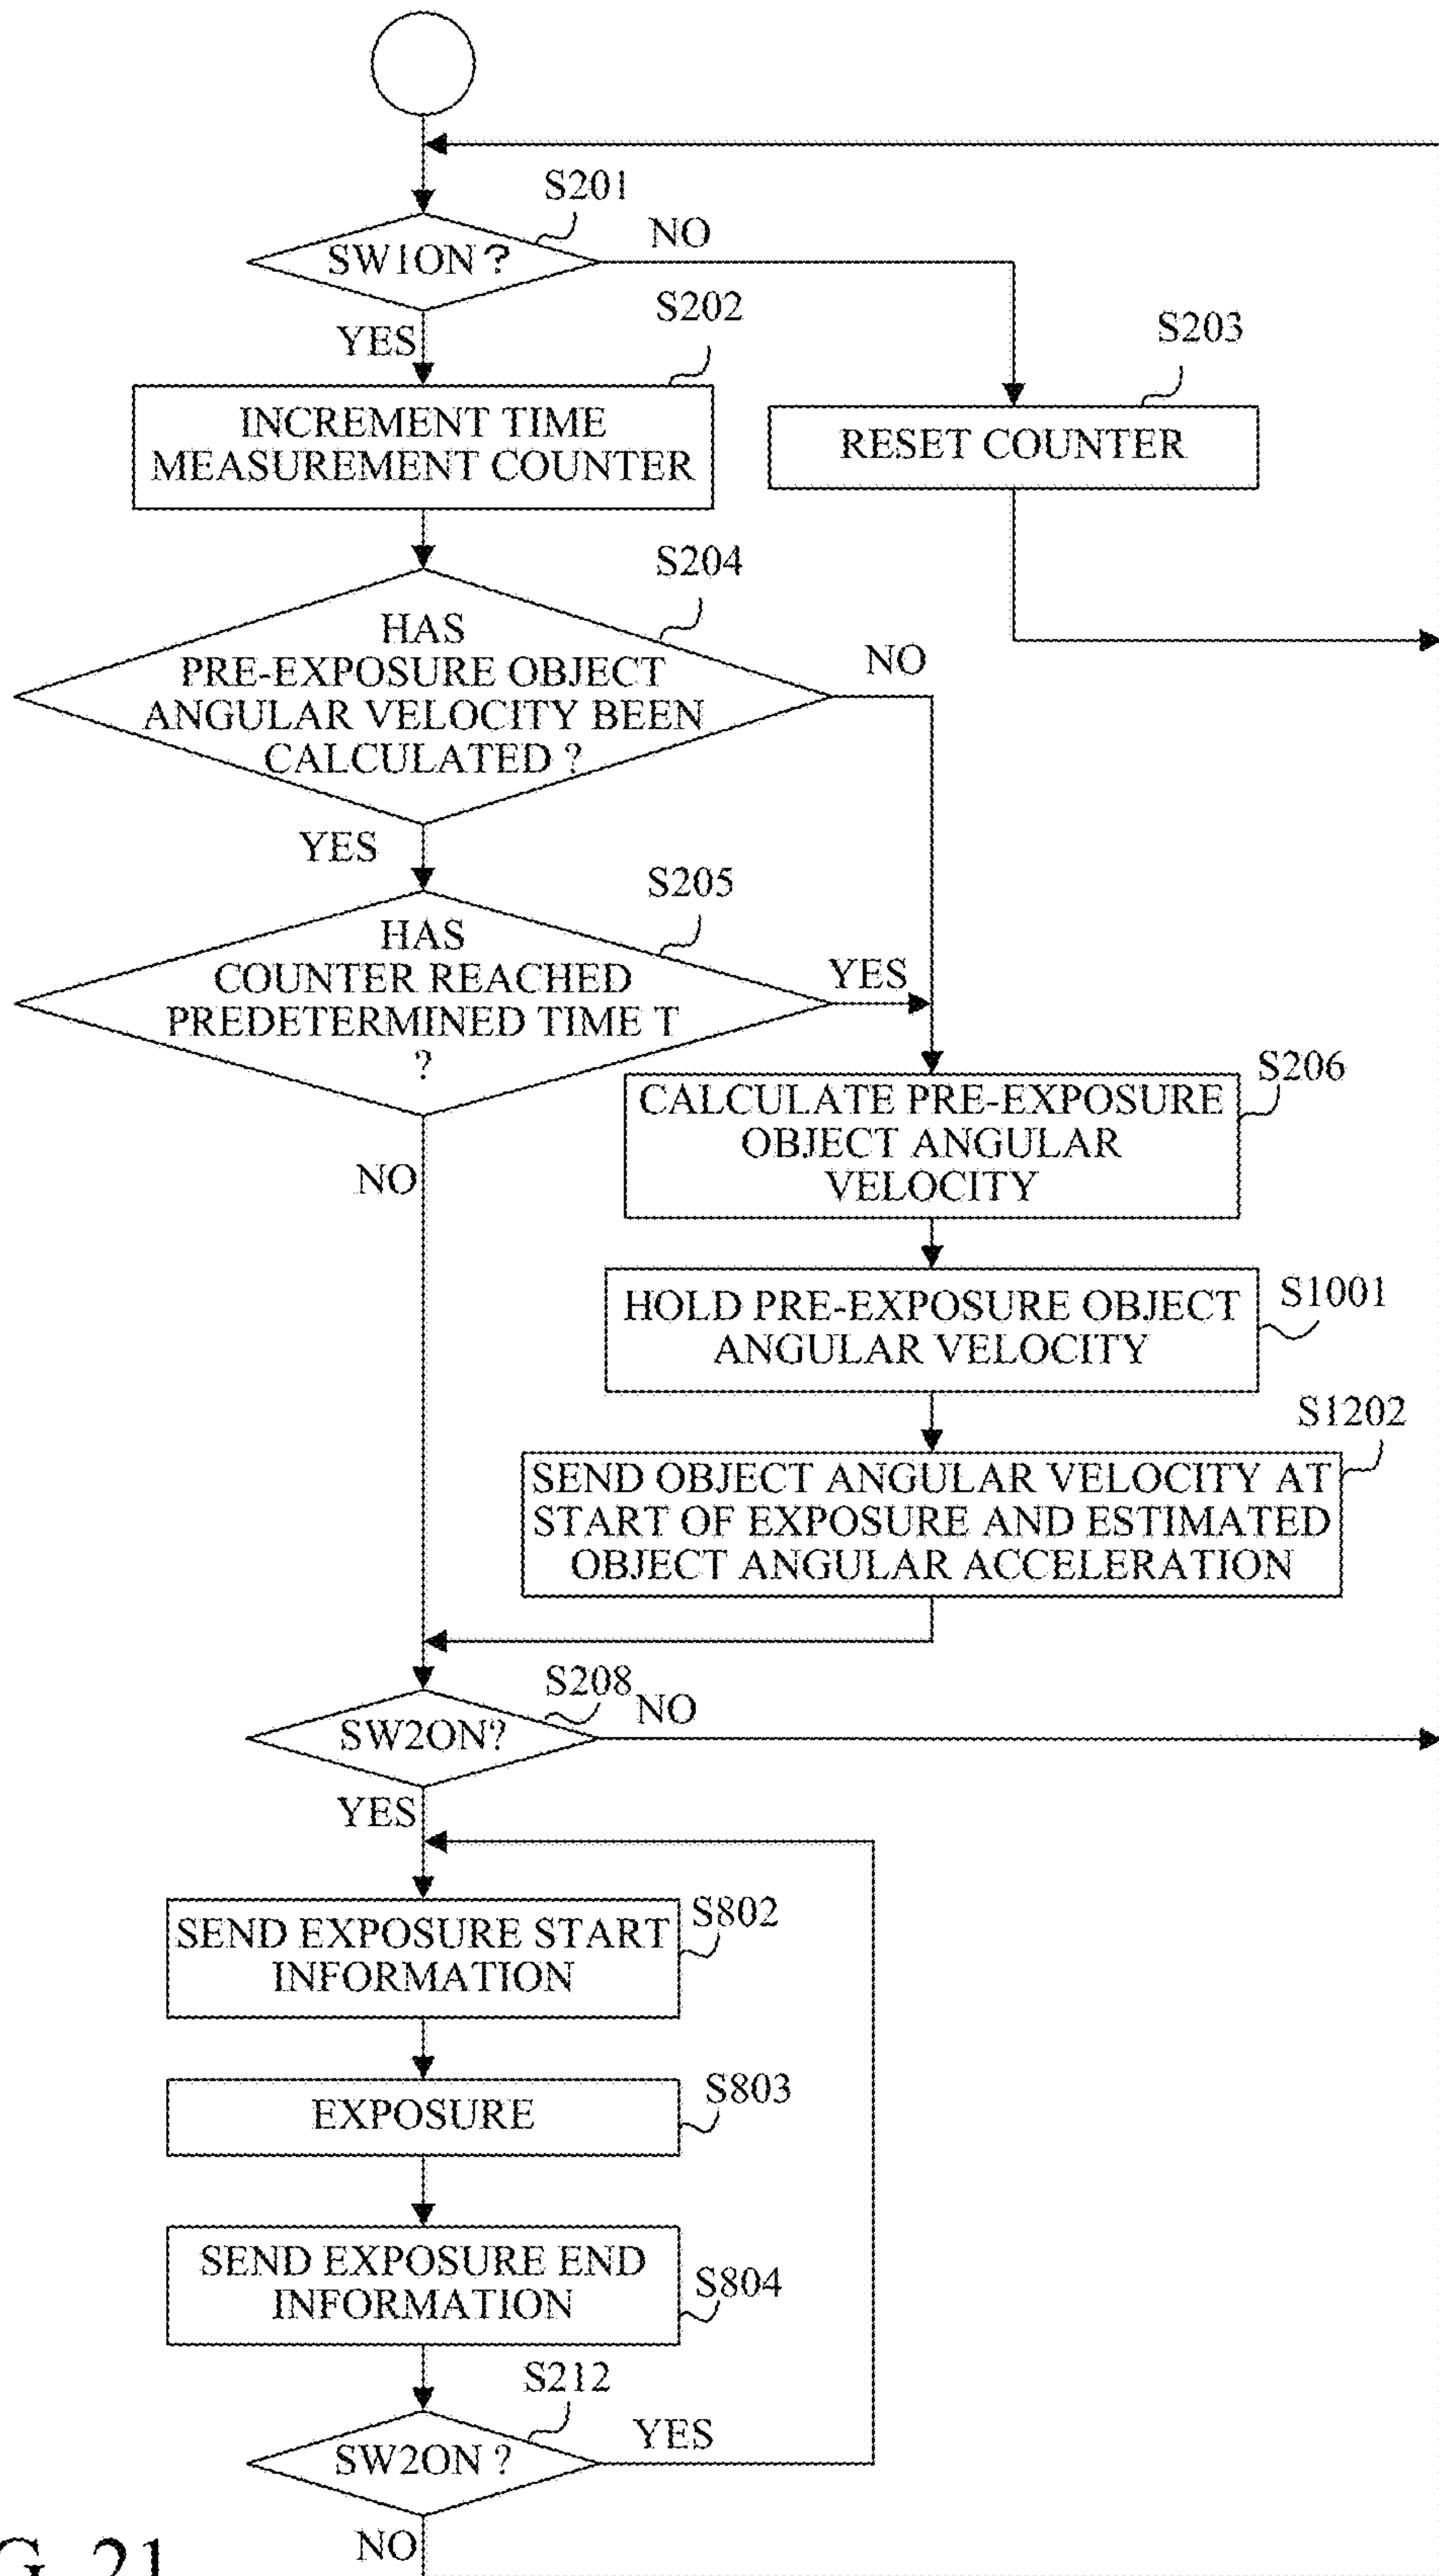 S201
SW1ON ?
NO
YES
S202
INCREMENT TIME
MEASUREMENT COUNTER
S203
RESET COUNTER
S204
HAS
PRE-EXPOSURE OBJECT
ANGULAR VELOCITY BEEN
CALCULATED ?
NO
YES
S205
HAS
COUNTER REACHED
PREDETERMINED TIME T
?
YES
NO
S206
CALCULATE PRE-EXPOSURE
OBJECT ANGULAR
VELOCITY
S1001
HOLD PRE-EXPOSURE OBJECT
ANGULAR VELOCITY
S1202
SEND OBJECT ANGULAR VELOCITY AT
START OF EXPOSURE AND ESTIMATED
OBJECT ANGULAR ACCELERATION
S208
SW2ON?
NO
YES
S802
SEND EXPOSURE START
INFORMATION
S803
EXPOSURE
SEND EXPOSURE END
INFORMATION
S804
S212
SW2ON ?
YES
NO
G. 21